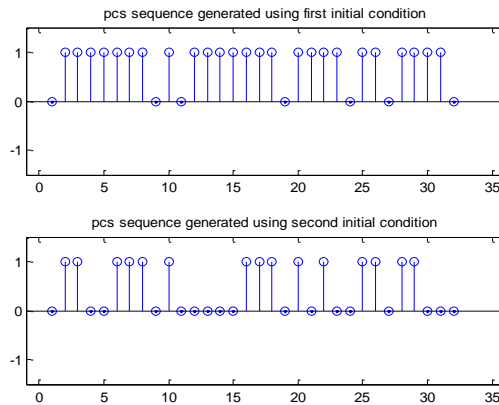 pcs sequence generated using first initial condition
1
0
-1
0 5 10 15 20 25 30 35
pcs sequence generated using second initial condition
1
0
-1
0 5 10 15 20 25 30 35